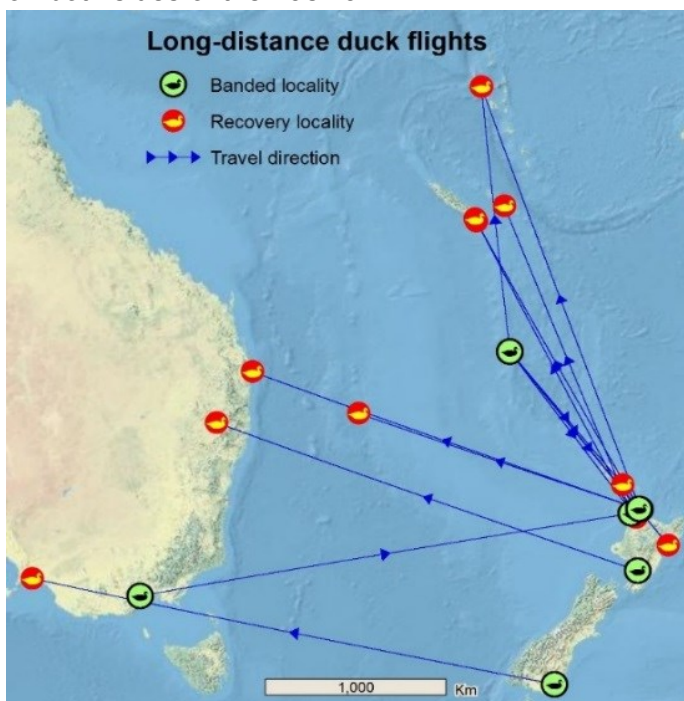 Long-distance duck flights
Banded locality
Recovery locality
Travel direction
1,000 Km